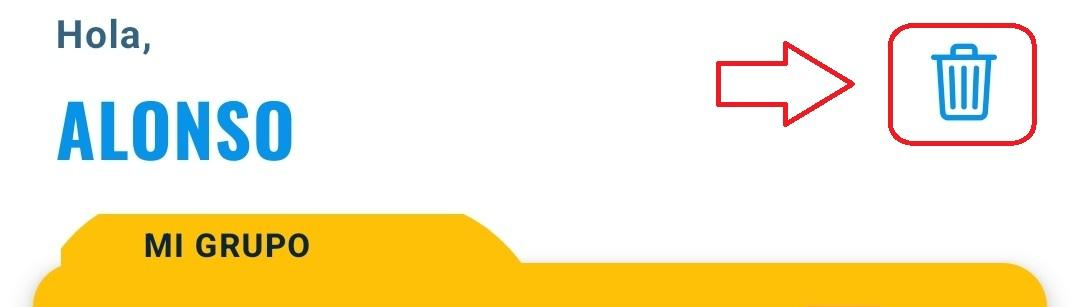 Hola,
ALONSO
MI GRUPO